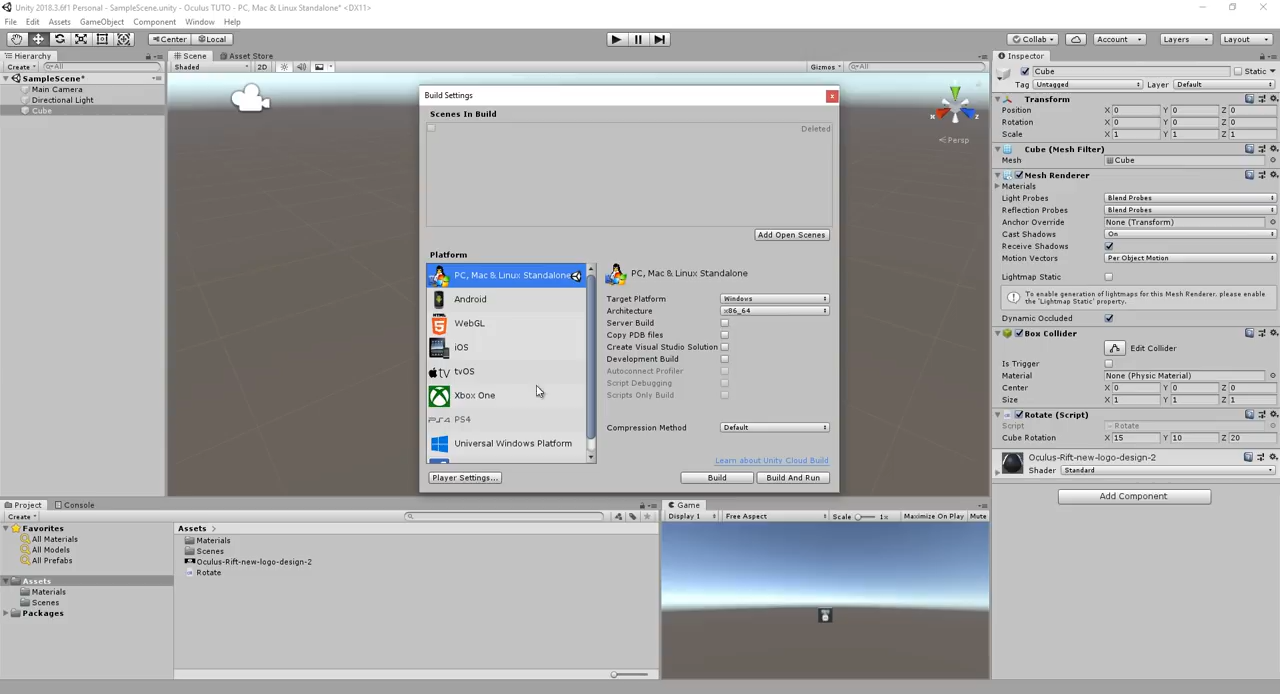 Unity 2018.3.6f1 Personal - SampleScene.unity - Oculus TUTO - PC, Mac & Linux Standalone* <DX11>
File Edit Assets GameObject Component Window Help
Center Local
Collab Account Layers Layout
Hierarchy
Create All
SampleScene*
Main Camera
Directional Light
Cube
Scene Asset Store
Shaded 2D Gizmos All
Persp
Build Settings
Scenes In Build
Deleted
Add Open Scenes
Platform
PC, Mac & Linux Standalone
Android
WebGL
iOS
tvOS
Xbox One
PS4
Universal Windows Platform
PC, Mac & Linux Standalone
Target Platform Windows
Architecture x86_64
Server Build
Copy PDB files
Create Visual Studio Solution
Development Build
Autoconnect Profiler
Script Debugging
Scripts Only Build
Compression Method Default
Learn about Unity Cloud Build
Player Settings... Build Build And Run
Inspector
Cube Static
Tag Untagged Layer Default
Transform
Position X 0 Y 0 Z 0
Rotation X 0 Y 0 Z 0
Scale X 1 Y 1 Z 1
Cube (Mesh Filter)
Mesh Cube
Mesh Renderer
Materials
Light Probes Blend Probes
Reflection Probes Blend Probes
Anchor Override None (Transform)
Cast Shadows On
Receive Shadows
Motion Vectors Per Object Motion
Lightmap Static
To enable generation of lightmaps for this Mesh Renderer, please enable
the 'Lightmap Static' property.
Dynamic Occluded
Box Collider
Edit Collider
Is Trigger
Material None (Physic Material)
Center X 0 Y 0 Z 0
Size X 1 Y 1 Z 1
Rotate (Script)
Script Rotate
Cube Rotation X 15 Y 10 Z 20
Oculus-Rift-new-logo-design-2
Shader Standard
Add Component
Project Console
Create
Favorites
All Materials
All Models
All Prefabs
Assets
Materials
Scenes
Packages
Assets
Materials
Scenes
Oculus-Rift-new-logo-design-2
Rotate
Game
Display 1 Free Aspect Scale 1x Maximize On Play Mute